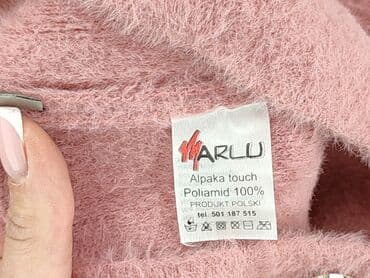 MARLU
Alpaka touch
Poliamid 100%
PRODUKT POLSKI
tel. 501 187 515